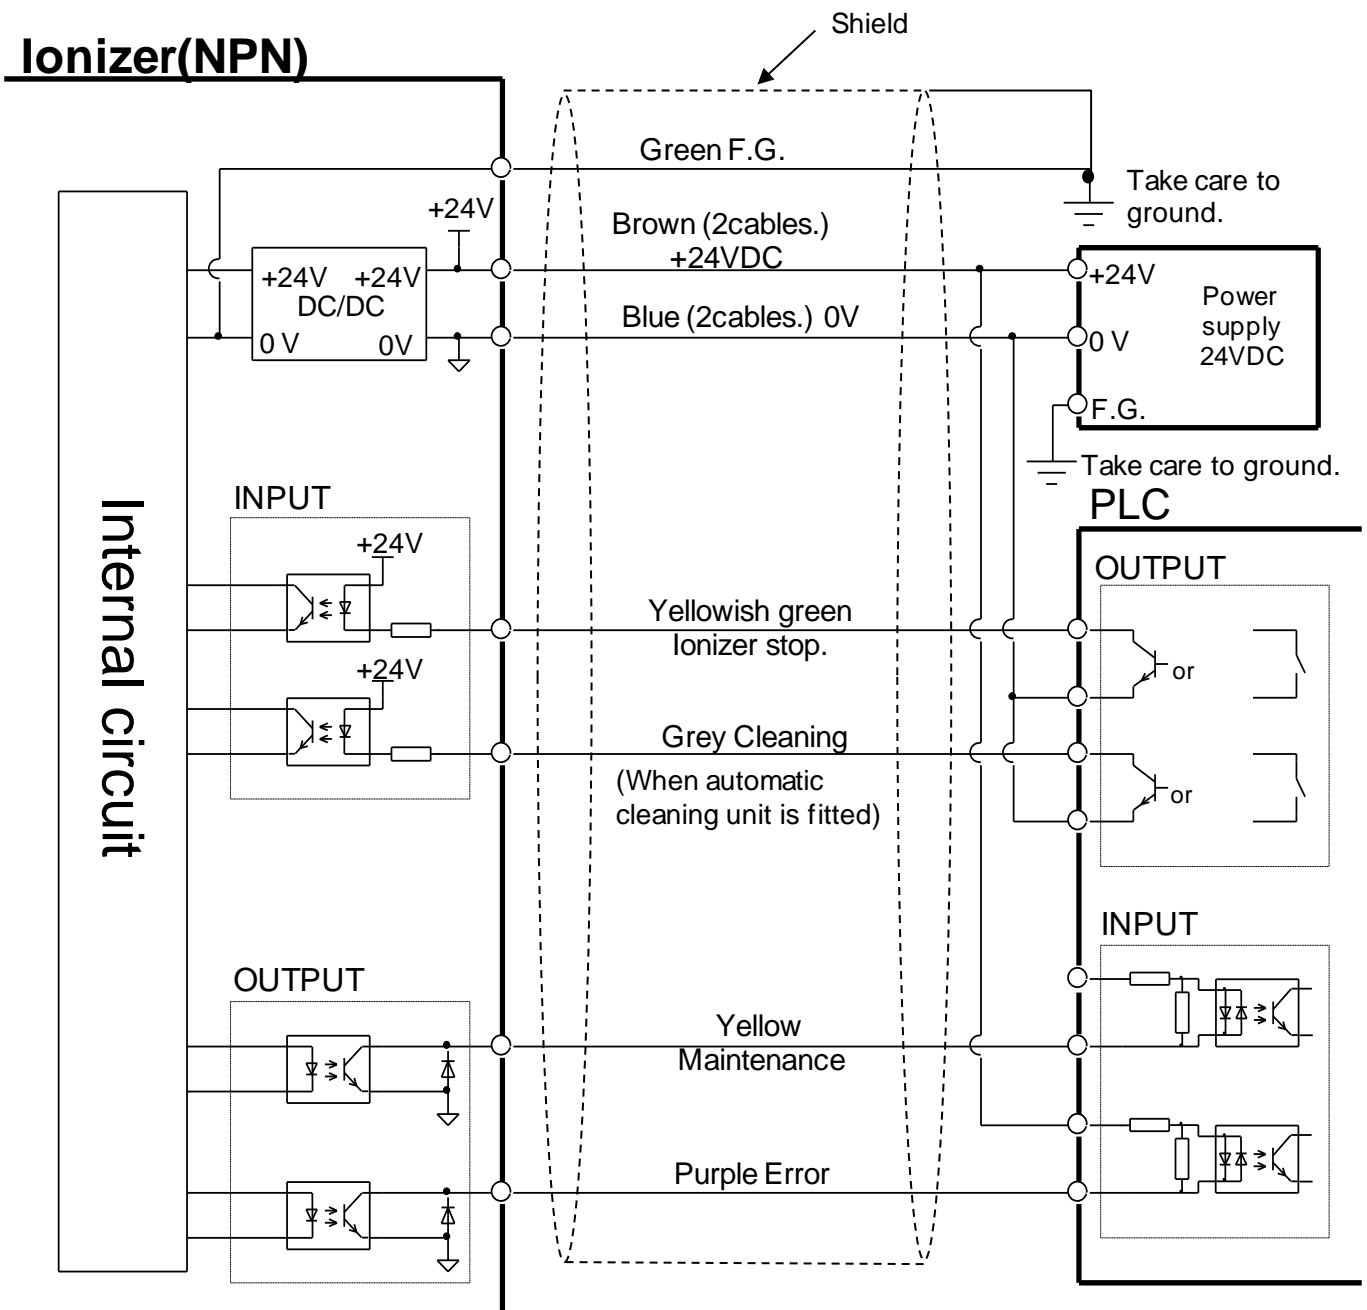 Shield
Ionizer(NPN)
Green F.G.
Take care to
ground.
+24V
Brown (2cables.)
+24VDC
+24V +24V
DC/DC
0 V 0V
Blue (2cables.) 0V
+24V
0 V
F.G.
Power
supply
24VDC
Take care to ground.
PLC
Internal circuit
INPUT
+24V
OUTPUT
Yellowish green
Ionizer stop.
or
+24V
Grey Cleaning
(When automatic
cleaning unit is fitted)
or
INPUT
OUTPUT
Yellow
Maintenance
Purple Error